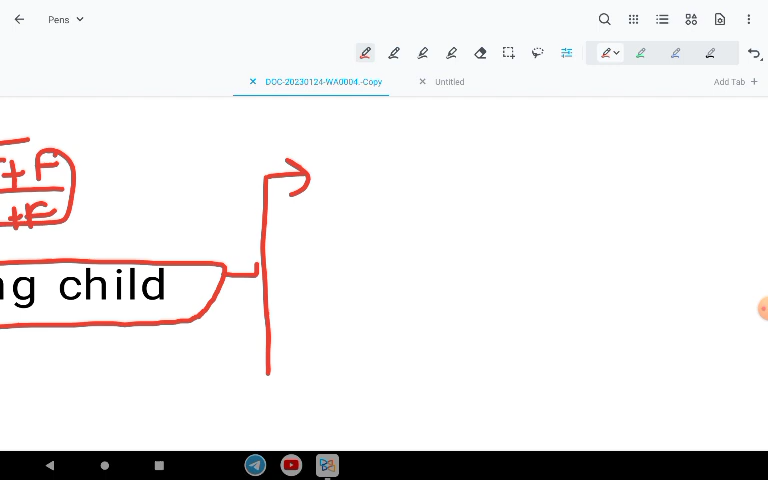 Pens
DOC-20230124-WA0004.-Copy
Untitled
Add Tab
+ F
+F
ng child